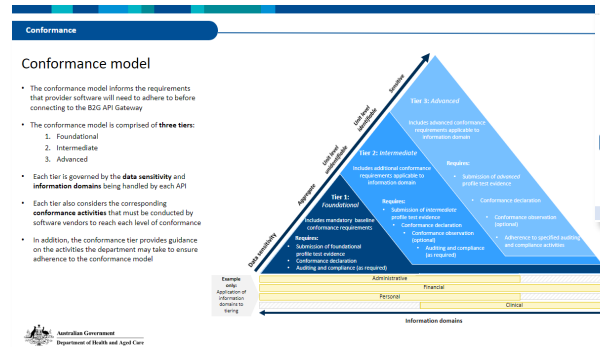 Conformance
Conformance model
• The conformance model informs the requirements
that provider software will need to adhere to before
connecting to the B2G API Gateway
• The conformance model is comprised of three tiers:
1. Foundational
2. Intermediate
3. Advanced
• Each tier is governed by the data sensitivity and
information domains being handled by each API
• Each tier also considers the corresponding
conformance activities that must be conducted by
software vendors to reach each level of conformance
• In addition, the conformance tier provides guidance
on the activities the department may take to ensure
adherence to the conformance model
Data sensitivity
Aggregate
Unit level
unidentifiable
Unit level
identifiable
Sensitive
Tier 3: Advanced
Includes advanced conformance
requirements applicable to
information domain
Requires:
• Submission of advanced
profile test evidence
• Conformance declaration
• Conformance observation
(optional)
• Adherence to specified auditing
and compliance activities
Tier 2: Intermediate
Includes additional conformance
requirements applicable to
information domain
Requires:
• Submission of intermediate
profile test evidence
• Conformance declaration
• Conformance observation
(optional)
• Auditing and compliance
(as required)
Tier 1:
Foundational
Includes mandatory baseline
conformance requirements
Requires:
• Submission of foundational
profile test evidence
• Conformance declaration
• Auditing and compliance (as required)
Example
only:
Application of
information
domains to
tiering
Administrative
Financial
Personal
Clinical
Information domains
Australian Government
Department of Health and Aged Care